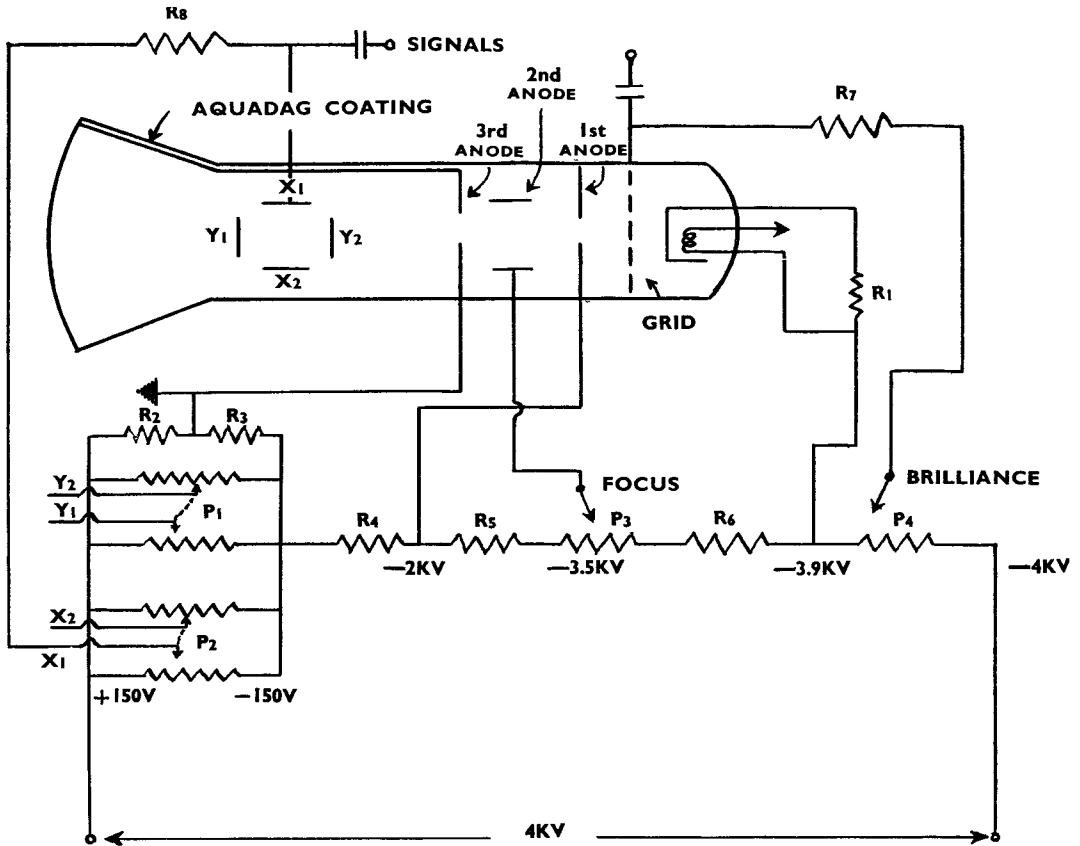 R8
SIGNALS
2nd
ANODE
AQUADAG COATING
3rd
ANODE
1st
ANODE
R7
X1
Y1
Y2
X2
GRID
R1
R2
R3
Y2
Y1
P1
FOCUS
BRILLIANCE
R4
R5
P3
R6
P4
—2KV
—3.5KV
—3.9KV
—4KV
X2
P2
X1
+150V
—150V
4KV